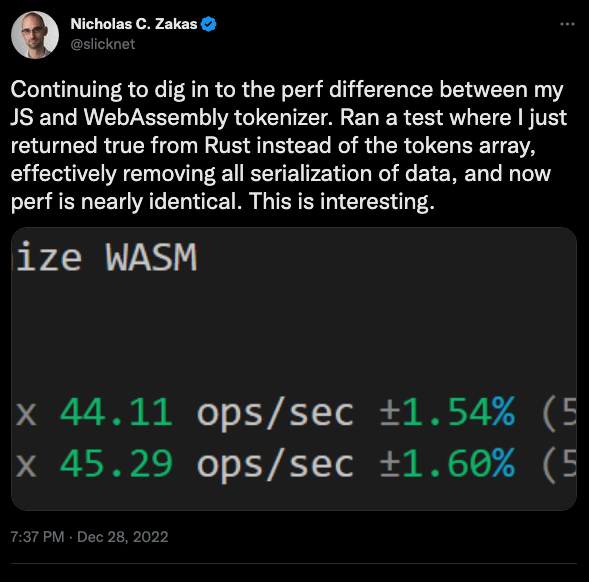 Nicholas C. Zakas
@slicknet
Continuing to dig in to the perf difference between my
JS and WebAssembly tokenizer. Ran a test where I just
returned true from Rust instead of the tokens array,
effectively removing all serialization of data, and now
perf is nearly identical. This is interesting.
ize WASM
x 44.11 ops/sec ±1.54% (5
x 45.29 ops/sec ±1.60% (5
7:37 PM · Dec 28, 2022